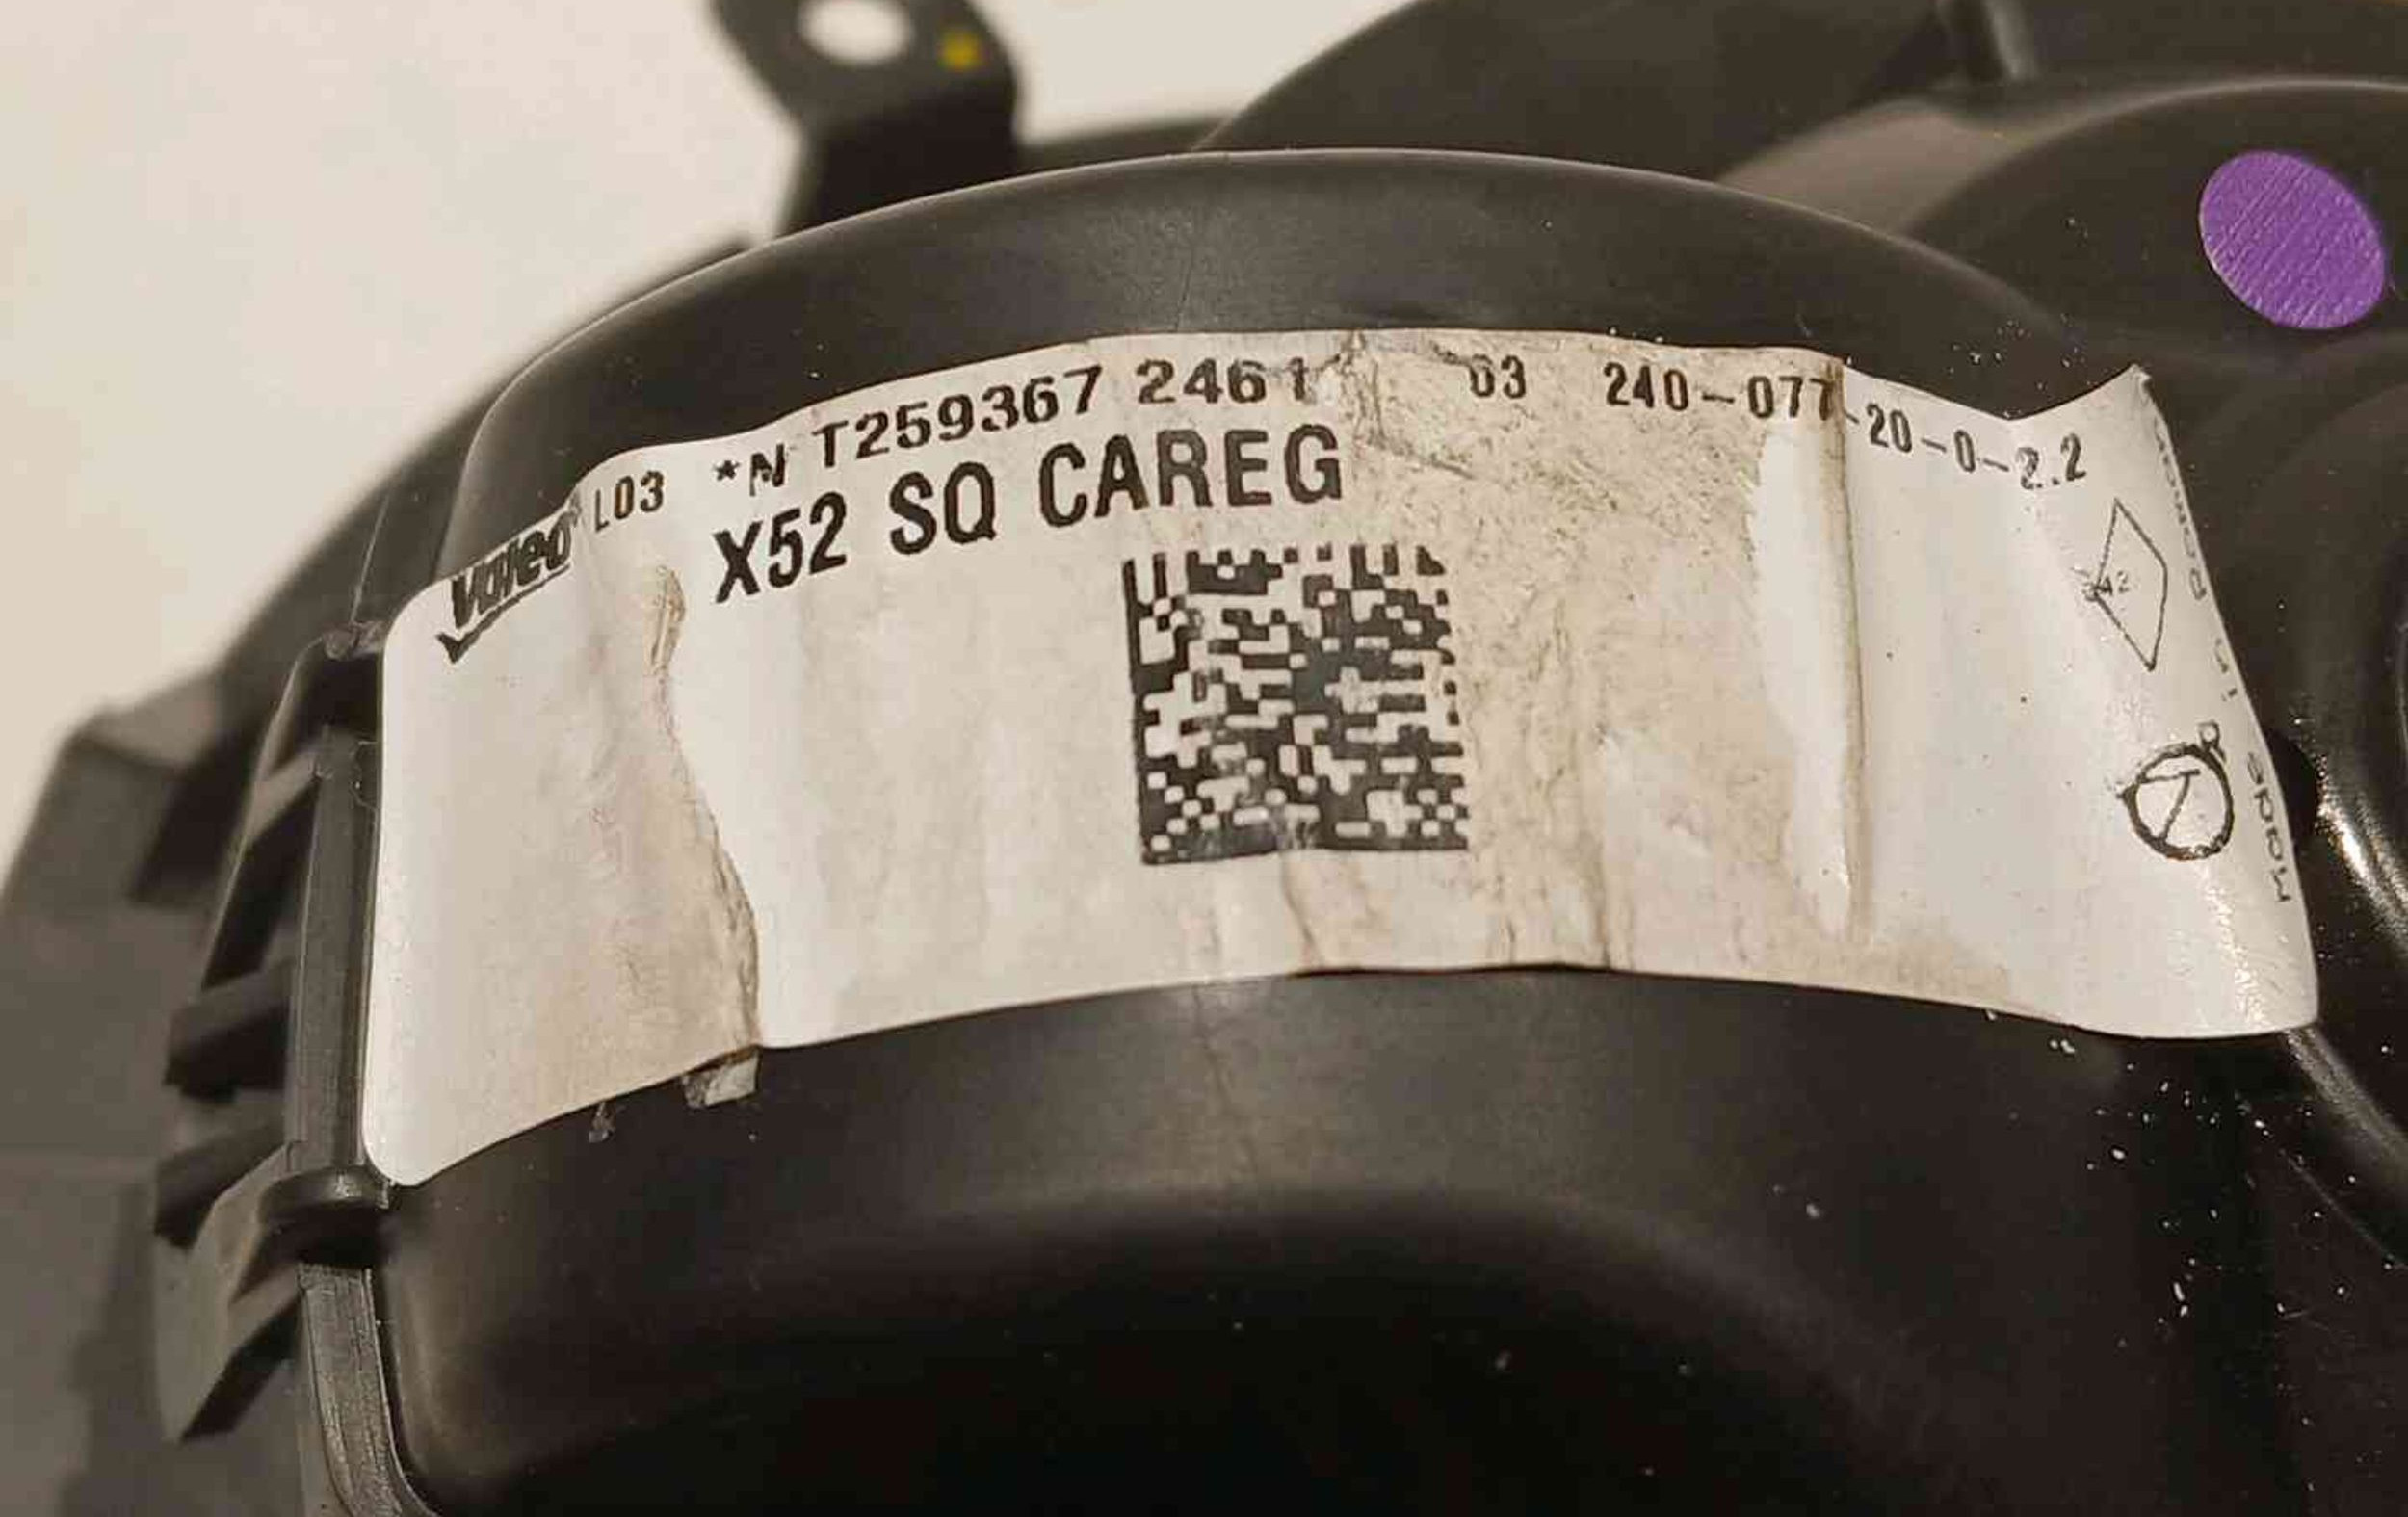 Valeo L03 *N T259367 2461 03 240-077-20-0-2.2
X52 SQ CAREG
Made in